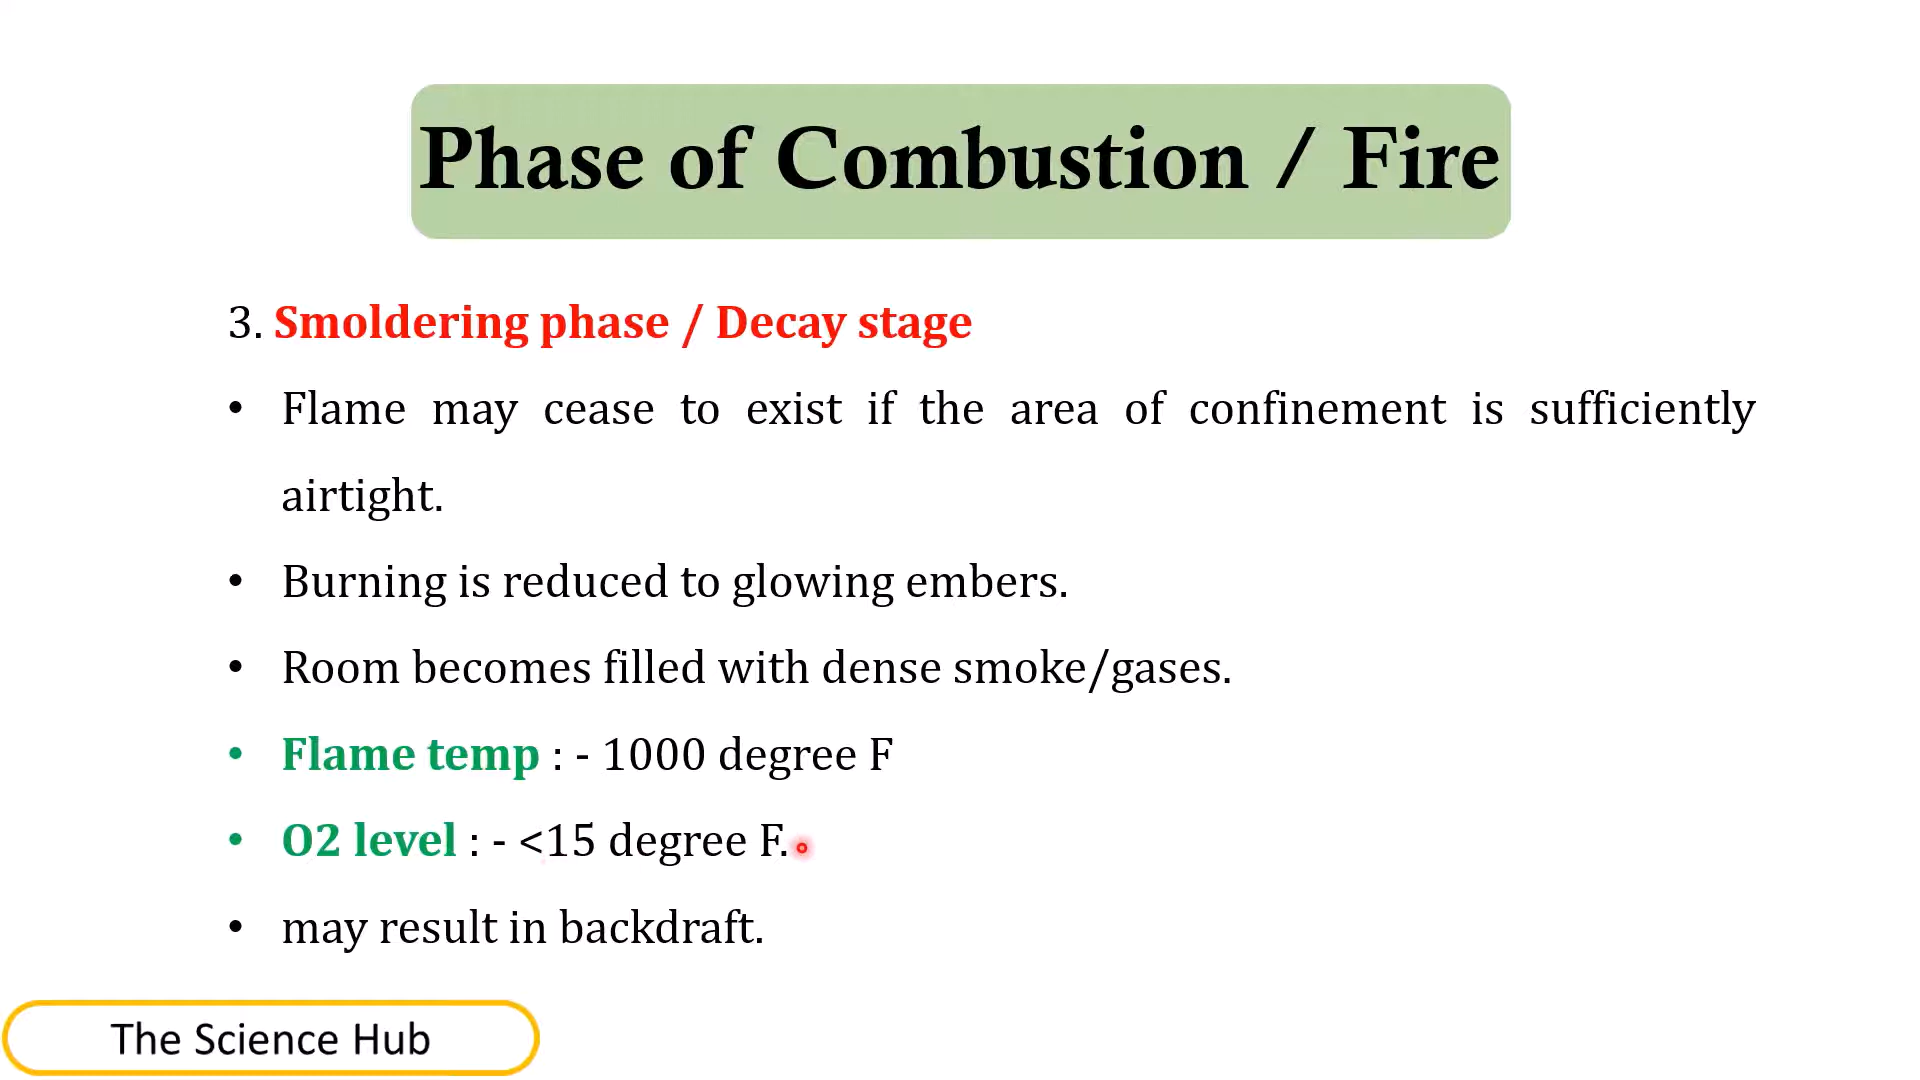 Phase of Combustion / Fire
3. Smoldering phase / Decay stage
• Flame may cease to exist if the area of confinement is sufficiently
airtight.
• Burning is reduced to glowing embers.
• Room becomes filled with dense smoke/gases.
• Flame temp : - 1000 degree F
• O2 level : - <15 degree F.
• may result in backdraft.
The Science Hub